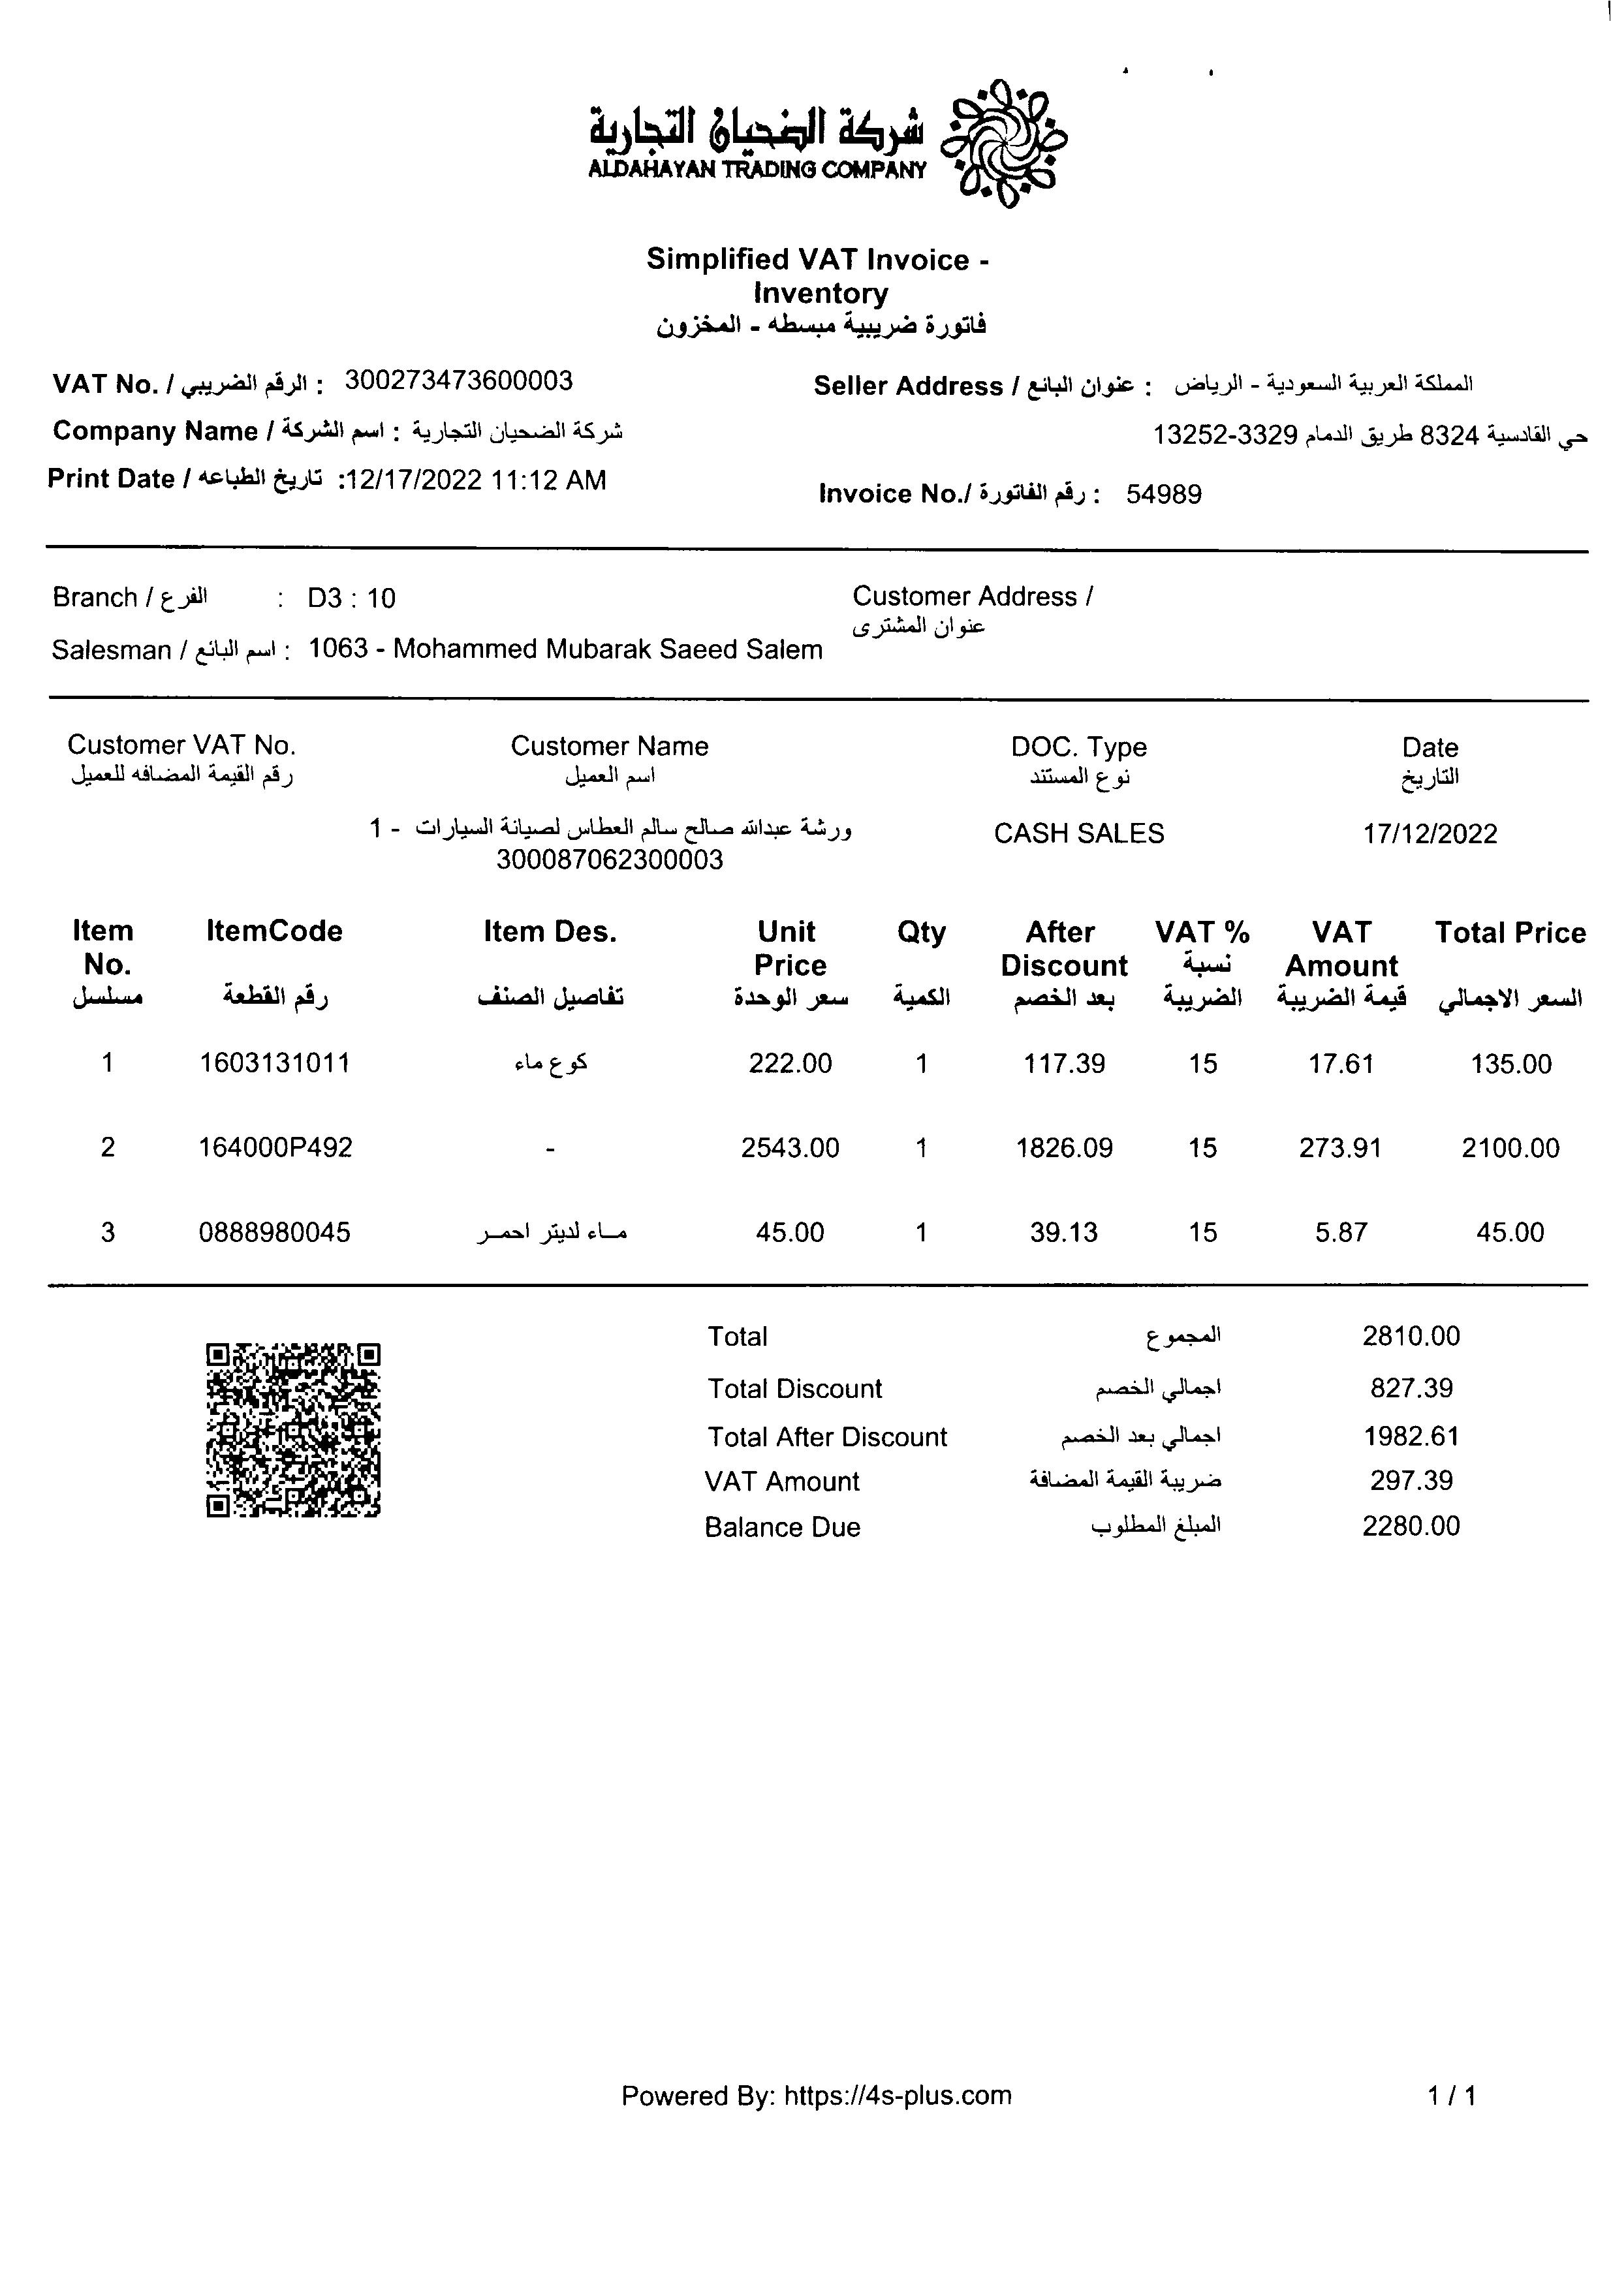 شركة الضحيان التجارية
ALDAHAYAN TRADING COMPANY
Simplified VAT Invoice -
Inventory
فاتورة ضريبية مبسطه - المخزون
VAT No. / الرقم الضريبي : 300273473600003
Seller Address / عنوان البائع : المملكة العربية السعودية - الرياض
Company Name / اسم الشركة : شركة الضحيان التجارية
حي القادسية 8324 طريق الدمام 3329-13252
Print Date / تاريخ الطباعه :12/17/2022 11:12 AM
Invoice No./ رقم الفاتورة : 54989
Branch / الفرع : D3 : 10
Customer Address /
عنوان المشترى
Salesman / اسم البائع : 1063 - Mohammed Mubarak Saeed Salem
Customer VAT No. Customer Name DOC. Type Date
رقم القيمة المضافه للعميل اسم العميل نوع المستند التاريخ
ورشة عبدالله صالح سالم العطاس لصيانة السيارات - 1 CASH SALES 17/12/2022
300087062300003
Item ItemCode Item Des. Unit Qty After VAT % VAT Total Price
No. Price Discount نسبة Amount
مسلسل رقم القطعة تفاصيل الصنف سعر الوحدة الكمية بعد الخصم الضريبة قيمة الضريبة السعر الاجمالي
1 1603131011 كوع ماء 222.00 1 117.39 15 17.61 135.00
2 164000P492 - 2543.00 1 1826.09 15 273.91 2100.00
3 0888980045 ماء لديتر احمر 45.00 1 39.13 15 5.87 45.00
Total المجموع 2810.00
Total Discount اجمالي الخصم 827.39
Total After Discount اجمالي بعد الخصم 1982.61
VAT Amount ضريبة القيمة المضافة 297.39
Balance Due المبلغ المطلوب 2280.00
Powered By: https://4s-plus.com 1 / 1